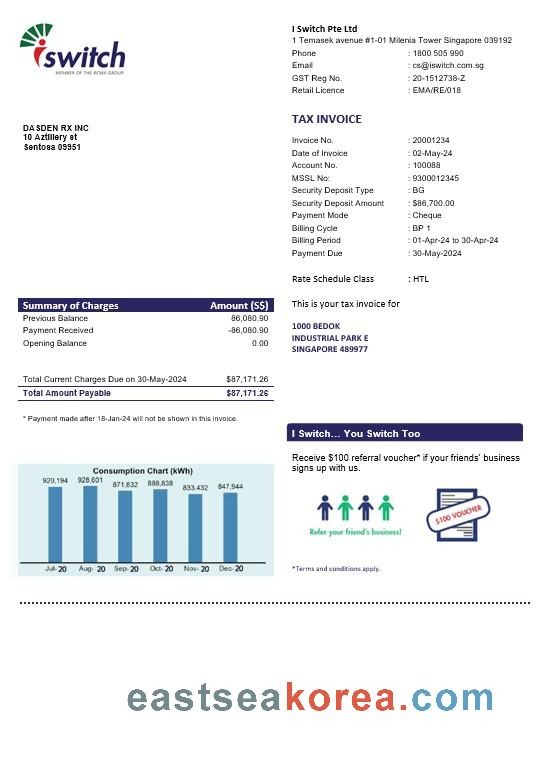 iswitch
MEMBER OF THE RCMA GROUP
I Switch Pte Ltd
1 Temasek avenue #1-01 Milenia Tower Singapore 039192
Phone : 1800 505 990
Email : cs@iswitch.com.sg
GST Reg No. : 20-1512738-Z
Retail Licence : EMA/RE/018
DASDEN RX INC
10 Aztillery st
Sentosa 09951
TAX INVOICE
Invoice No. : 20001234
Date of Invoice : 02-May-24
Account No. : 100088
MSSL No: : 9300012345
Security Deposit Type : BG
Security Deposit Amount : $86,700.00
Payment Mode : Cheque
Billing Cycle : BP 1
Billing Period : 01-Apr-24 to 30-Apr-24
Payment Due : 30-May-2024
Rate Schedule Class : HTL
Summary of Charges Amount (S$)
Previous Balance 86,080.90
Payment Received -86,080.90
Opening Balance 0.00
Total Current Charges Due on 30-May-2024 $87,171.26
Total Amount Payable $87,171.26
* Payment made after 18-Jan-24 will not be shown in this invoice.
This is your tax invoice for
1000 BEDOK
INDUSTRIAL PARK E
SINGAPORE 489977
I Switch... You Switch Too
Receive $100 referral voucher* if your friends' business
signs up with us.
Refer your friend's business!
$100 VOUCHER
*Terms and conditions apply.
Consumption Chart (kWh)
920,194 928,601 871,832 888,838 833,432 847,944
Jul- 20 Aug- 20 Sep- 20 Oct- 20 Nov- 20 Dec- 20
eastseakorea.com